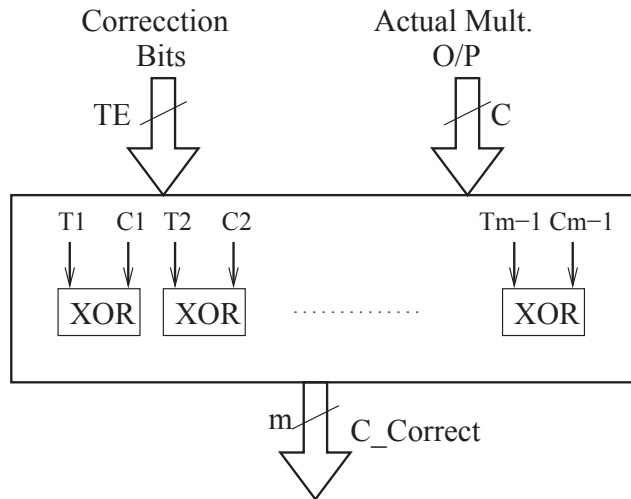 Correcction
Bits
Actual Mult.
O/P
TE
C
T1 C1 T2 C2 Tm−1 Cm−1
XOR XOR XOR
m
C_Correct